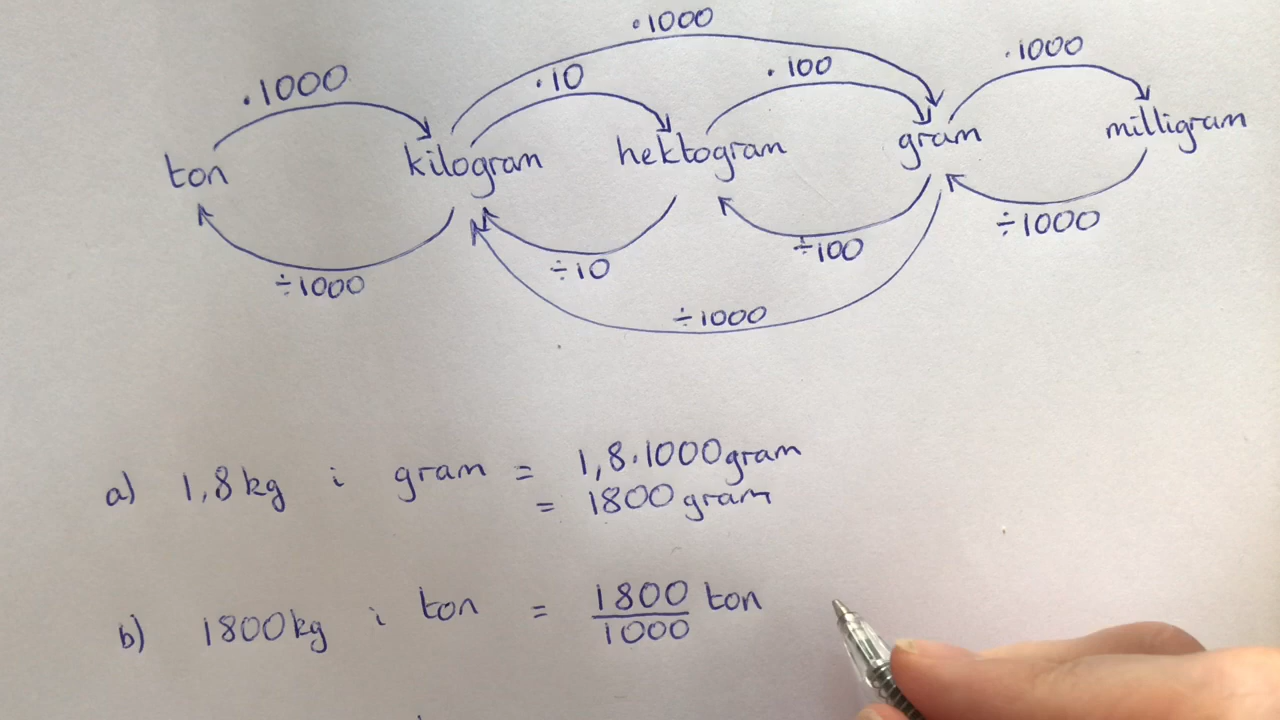 ·1000
·1000 ·10 ·100 ·1000
ton kilogram hektogram gram milligram
÷1000 ÷10 ÷100 ÷1000
÷1000
a) 1,8 kg i gram = 1,8·1000 gram
= 1800 gram
b) 1800 kg i ton = 1800/1000 ton